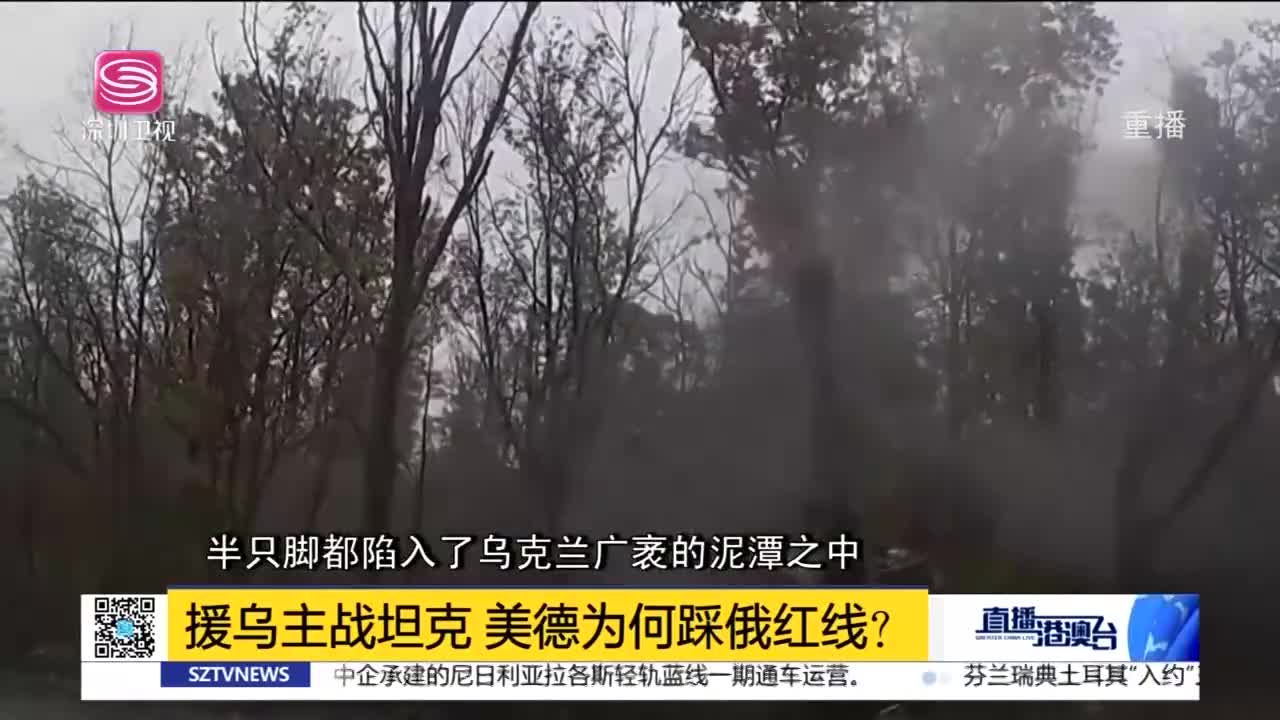 深圳卫视
重播
半只脚都陷入了乌克兰广袤的泥潭之中
援乌主战坦克 美德为何踩俄红线?
直播港澳台
GREATER CHINA LIVE
SZTVNEWS
中企承建的尼日利亚拉各斯轻轨蓝线一期通车运营。
芬兰瑞典土耳其“入约”